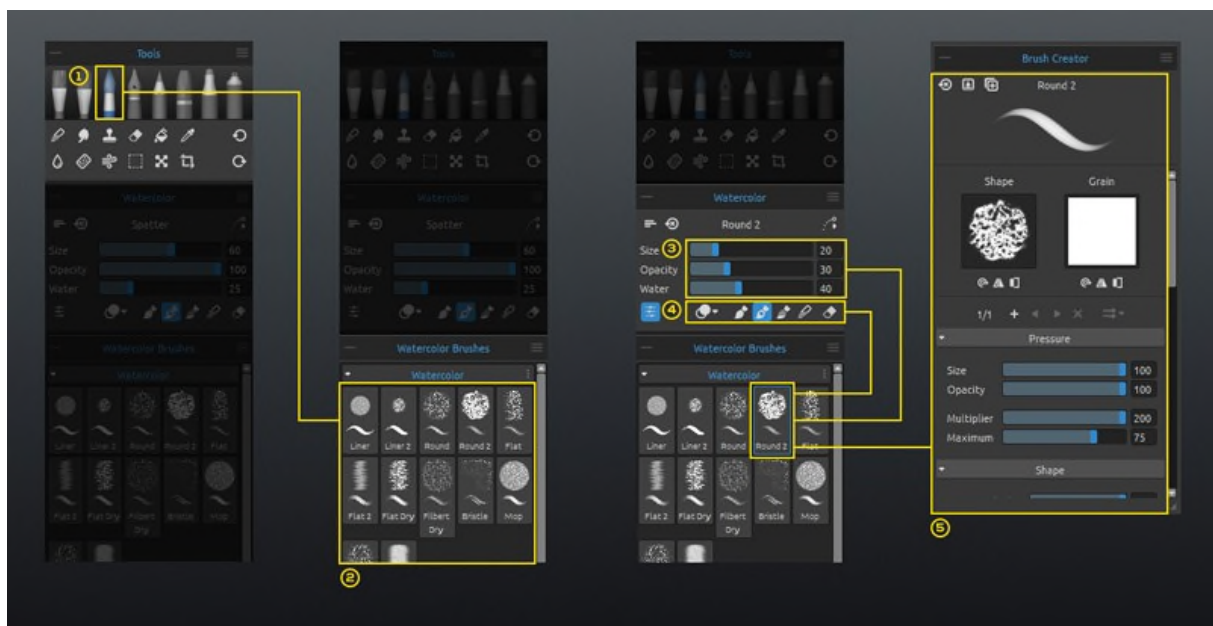 Tools
1
Watercolor
Spatter
Size 60
Opacity 100
Water 25
Watercolor Brushes
Watercolor
Liner Liner 2 Round Round 2 Flat
Flat 2 Flat Dry Filbert Dry Bristle Mop
Tools
Watercolor
Spatter
Size 60
Opacity 100
Water 25
Watercolor Brushes
Watercolor
Liner Liner 2 Round Round 2 Flat
Flat 2 Flat Dry Filbert Dry Bristle Mop
2
Tools
Watercolor
Round 2
Size 3 20
Opacity 30
Water 40
4
Watercolor Brushes
Watercolor
Liner Liner 2 Round Round 2 Flat
Flat 2 Flat Dry Filbert Dry Bristle Mop
Brush Creator
Round 2
Shape Grain
1/1
Pressure
Size 100
Opacity 100
Multiplier 200
Maximum 75
Shape
5